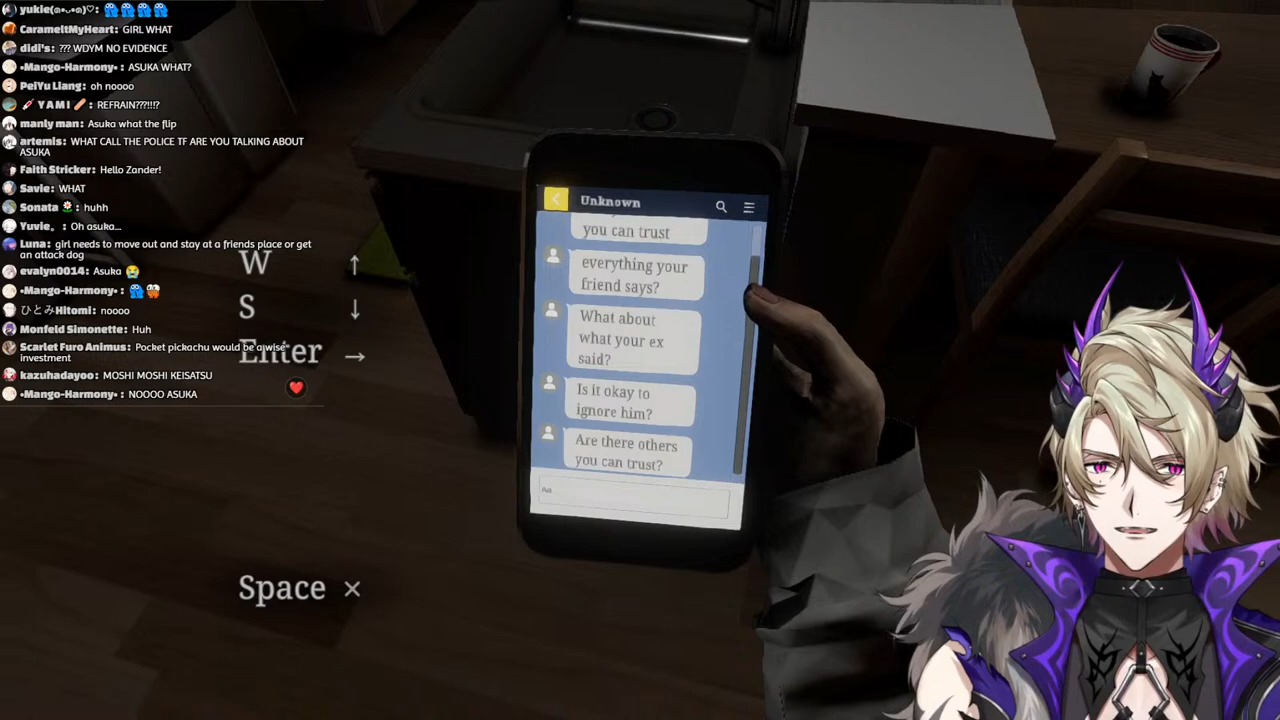 yukie(ฅ•ᴗ•ฅ)♡:
CarameltMyHeart: GIRL WHAT
didi's: ??? WDYM NO EVIDENCE
•Mango-Harmony• : ASUKA WHAT?
PeiYu Liang: oh noooo
Y A M I : REFRAIN???!!!?
manly man: Asuka what the flip
artemis: WHAT CALL THE POLICE TF ARE YOU TALKING ABOUT
ASUKA
Faith Stricker: Hello Zander!
Savie: WHAT
Sonata : huhh
Yuvie。: Oh asuka...
Luna: girl needs to move out and stay at a friends place or get
an attack dog
evalyn0014: Asuka 😭
•Mango-Harmony• :
ひとみHitomi: noooo
Monfeld Simonette: Huh
Scarlet Furo Animus: Pocket pickachu would be a wise
investment
kazuhadayoo: MOSHI MOSHI KEISATSU
•Mango-Harmony• : NOOOO ASUKA
W ↑
S ↓
Enter →
Space ×
Unknown
you can trust
everything your
friend says?
What about
what your ex
said?
Is it okay to
ignore him?
Are there others
you can trust?
Aa